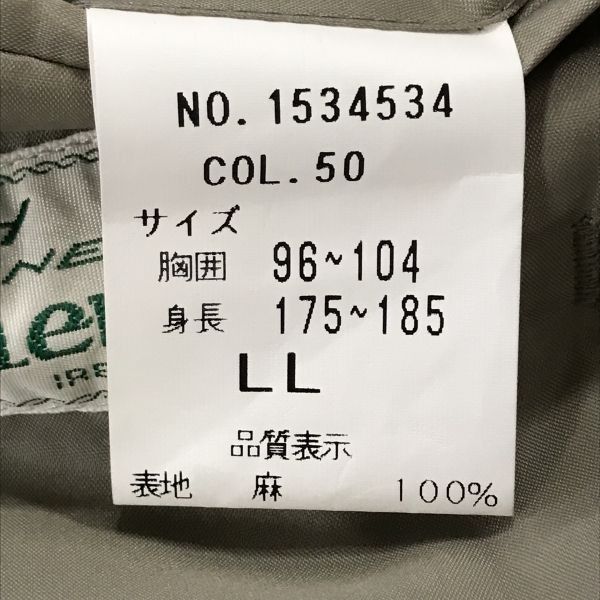 NO. 1534534
COL. 50
サイズ
胸囲 96~104
身長 175~185
LL
品質表示
表地 麻 100%